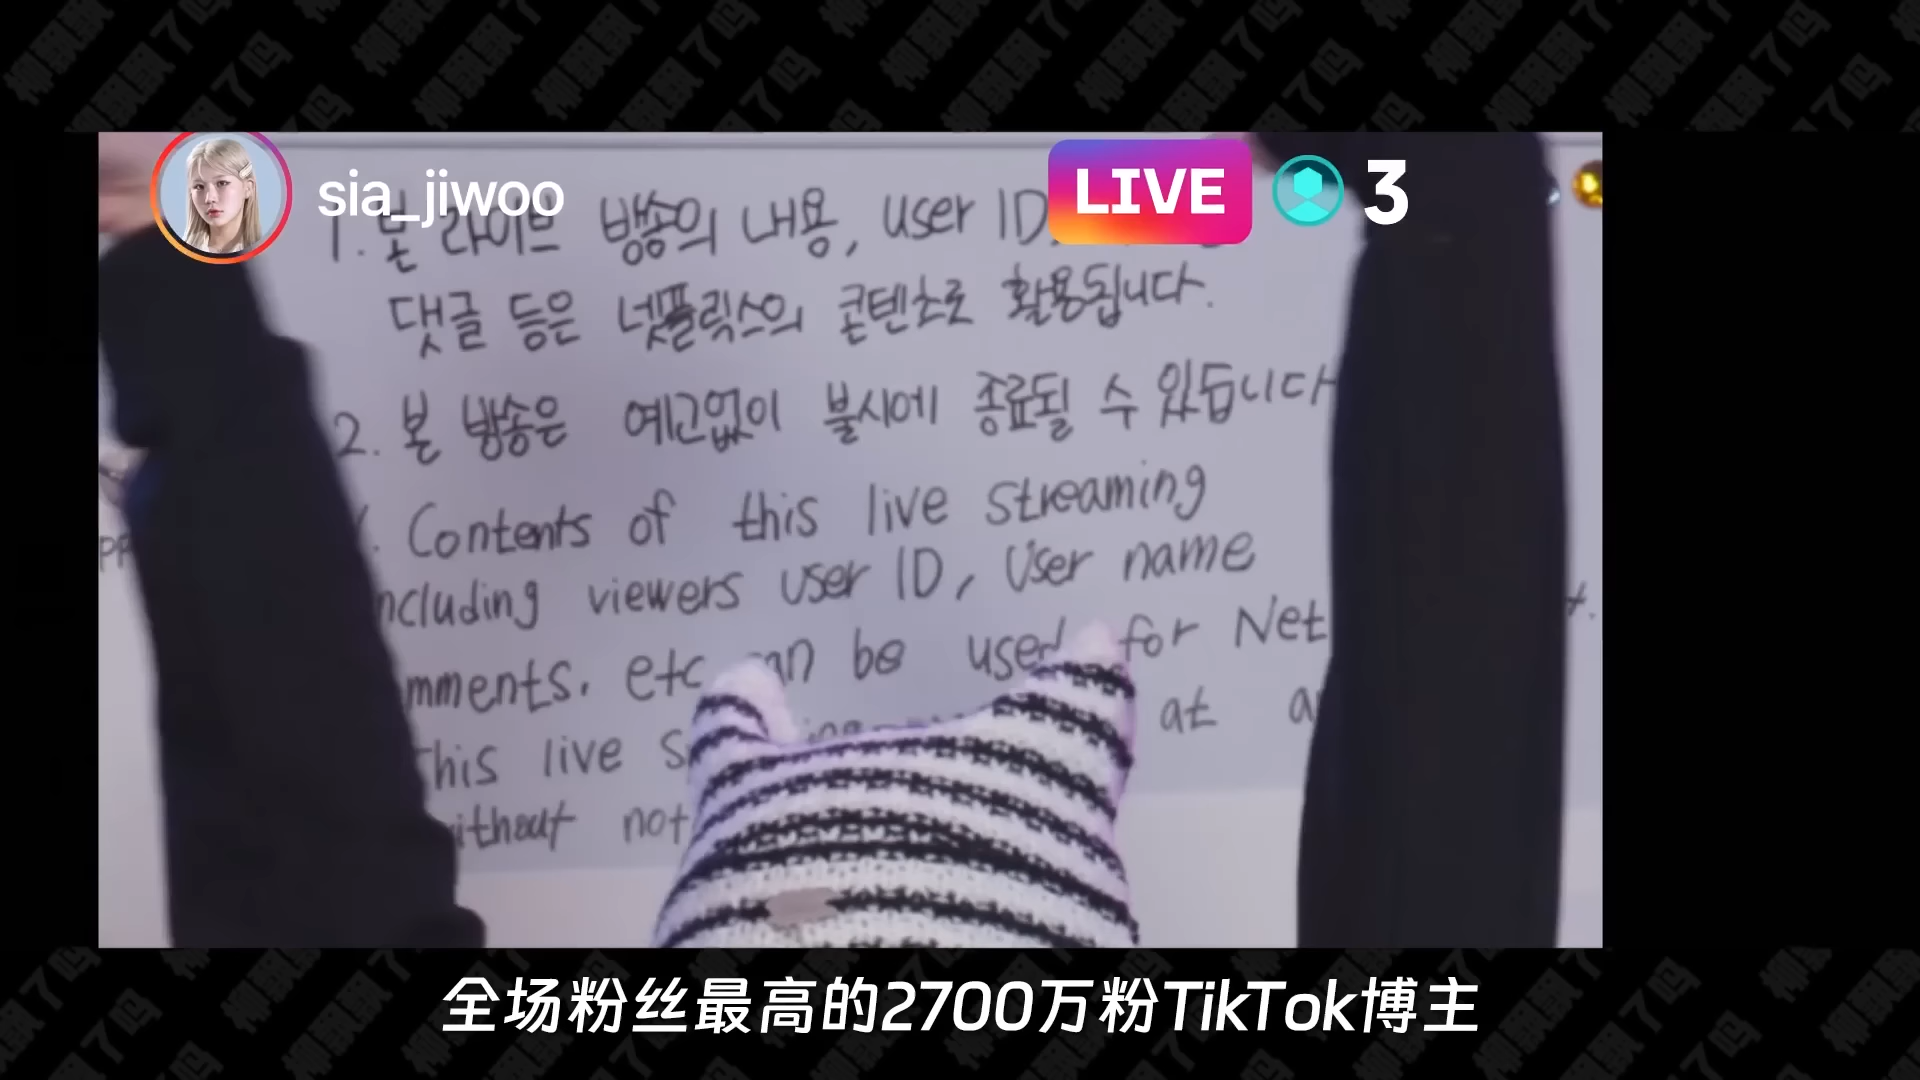 sia_jiwoo
LIVE
3
1. 본 라이브 방송의 내용, user ID,
댓글 등은 넷플릭스의 콘텐츠로 활용됩니다.
2. 본 방송은 예고없이 불시에 종료될 수 있습니다
Contents of this live streaming
including viewers user ID, User name
mments. etc can be used for Net
This live at
without not
全场粉丝最高的2700万粉TikTok博主